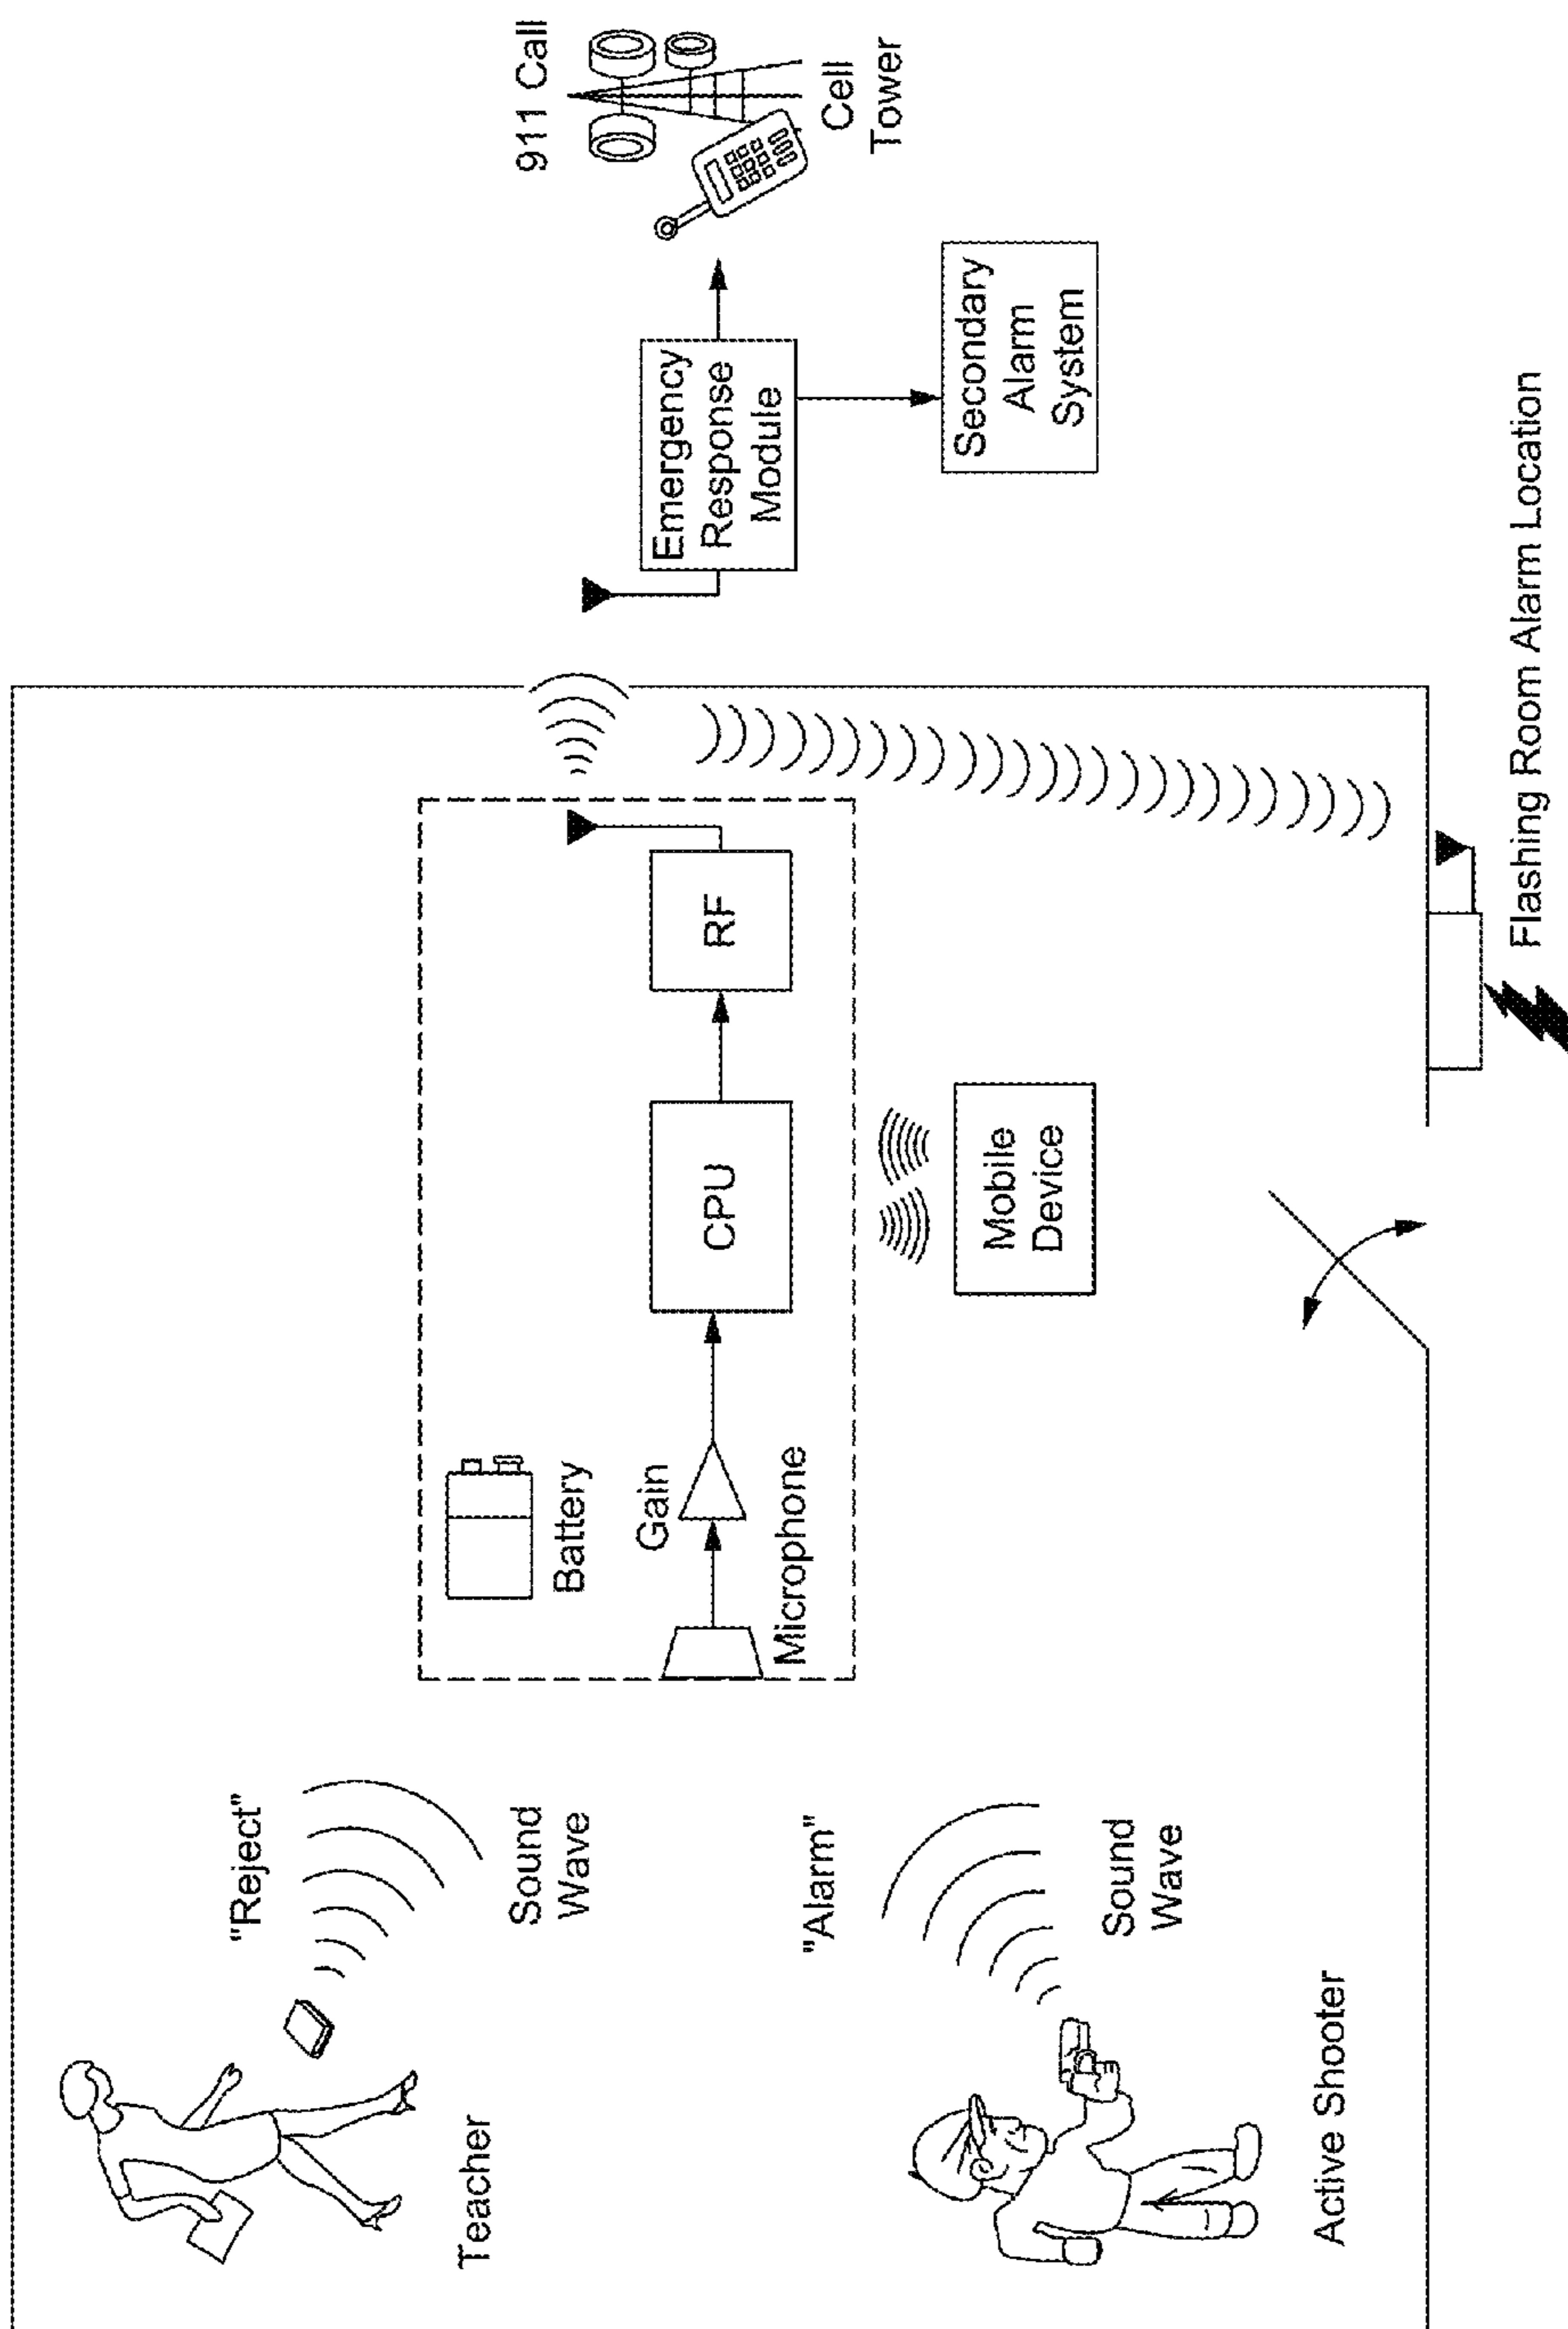 Teacher
"Reject"
Sound
Wave
Active Shooter
"Alarm"
Sound
Wave
Battery
Gain
Microphone
CPU
RF
Mobile
Device
Flashing Room Alarm Location
Emergency
Response
Module
Secondary
Alarm
System
911 Call
Cell
Tower